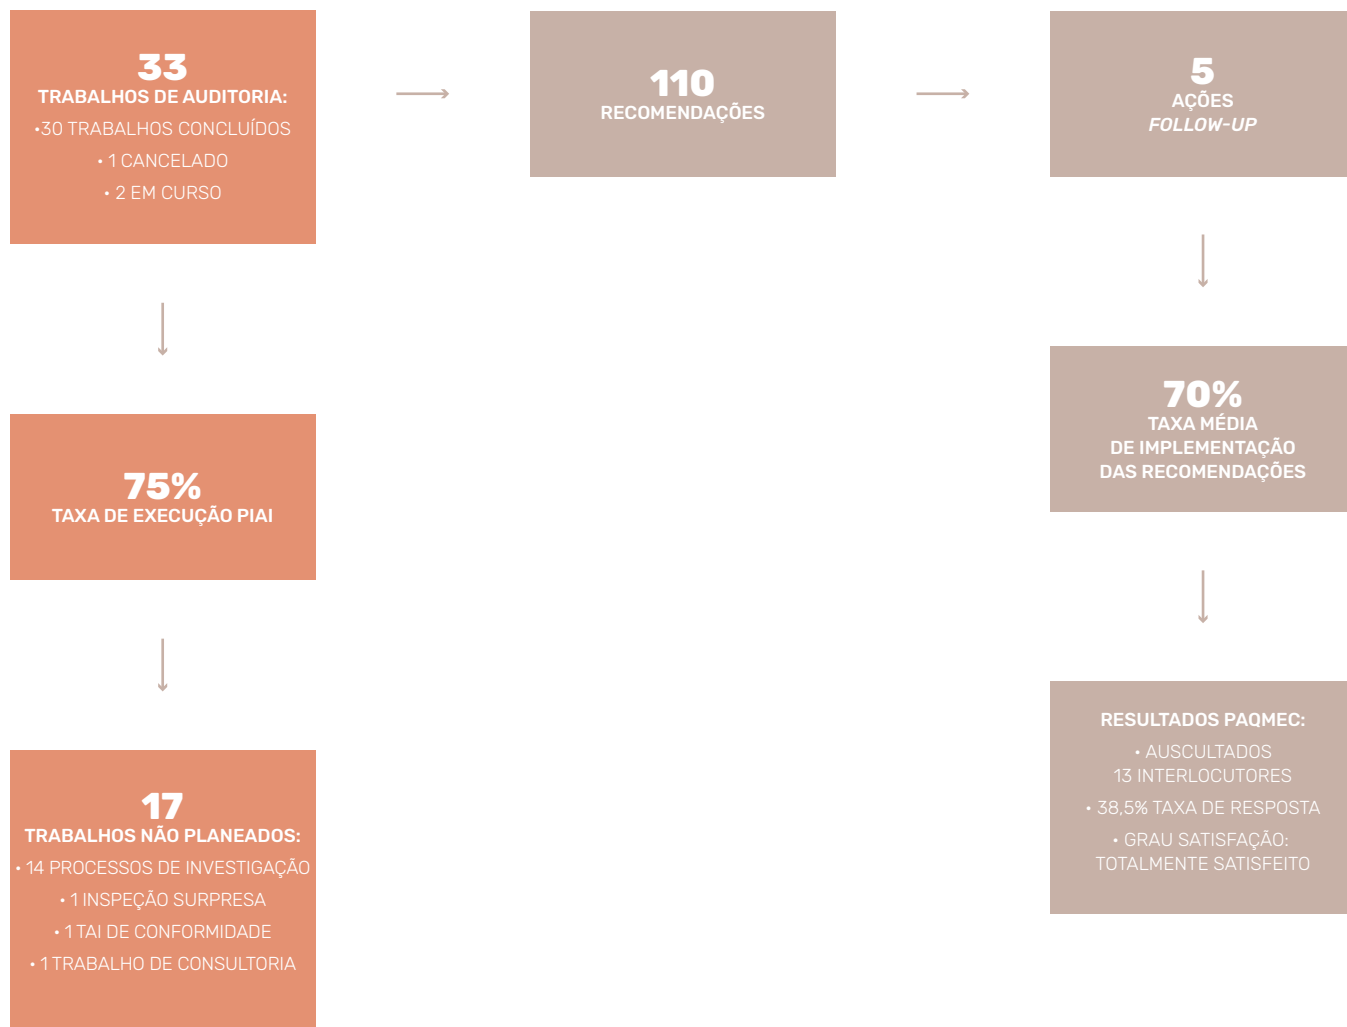 33
TRABALHOS DE AUDITORIA:
•30 TRABALHOS CONCLUÍDOS
• 1 CANCELADO
• 2 EM CURSO
110
RECOMENDAÇÕES
5
AÇÕES
FOLLOW-UP
75%
TAXA DE EXECUÇÃO PIAI
70%
TAXA MÉDIA
DE IMPLEMENTAÇÃO
DAS RECOMENDAÇÕES
17
TRABALHOS NÃO PLANEADOS:
• 14 PROCESSOS DE INVESTIGAÇÃO
• 1 INSPEÇÃO SURPRESA
• 1 TAI DE CONFORMIDADE
• 1 TRABALHO DE CONSULTORIA
RESULTADOS PAQMEC:
• AUSCULTADOS
13 INTERLOCUTORES
• 38,5% TAXA DE RESPOSTA
• GRAU SATISFAÇÃO:
TOTALMENTE SATISFEITO